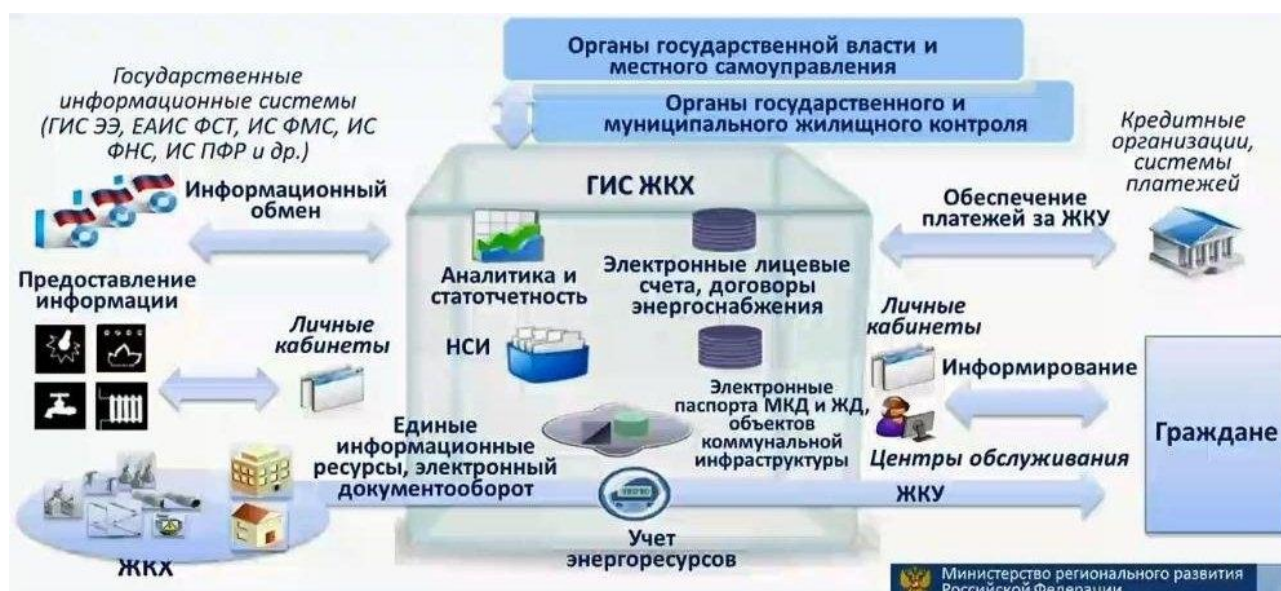 Органы государственной власти и
местного самоуправления
Органы государственного и
муниципального жилищного контроля
Государственные
информационные системы
(ГИС ЭЭ, ЕАИС ФСТ, ИС ФМС, ИС
ФНС, ИС ПФР и др.)
Кредитные
организации,
системы
платежей
ГИС ЖКХ
Информационный
обмен
Обеспечение
платежей за ЖКУ
Аналитика и
статотчетность
Электронные лицевые
счета, договоры
энергоснабжения
Предоставление
информации
Личные
кабинеты
НСИ
Личные
кабинеты
Информирование
Электронные
паспорта МКД и ЖД,
объектов
коммунальной
инфраструктуры
Граждане
Единые
информационные
ресурсы, электронный
документооборот
Центры обслуживания
ЖКУ
Учет
энергоресурсов
ЖКХ
Министерство регионального развития
Российской Федерации